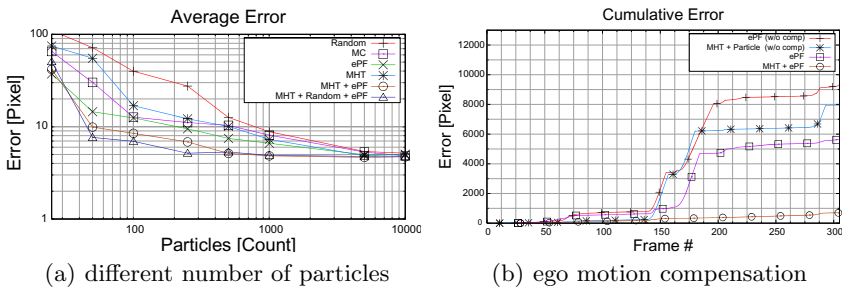 Average Error
Error [Pixel]
100
10
1
100
1000
10000
Particles [Count]
Random
MC
ePF
MHT
MHT + ePF
MHT + Random + ePF
(a) different number of particles
Cumulative Error
Error [Pixel]
12000
10000
8000
6000
4000
2000
0
0
50
100
150
200
250
300
Frame #
ePF (w/o comp)
MHT + Particle (w/o comp)
ePF
MHT + ePF
(b) ego motion compensation